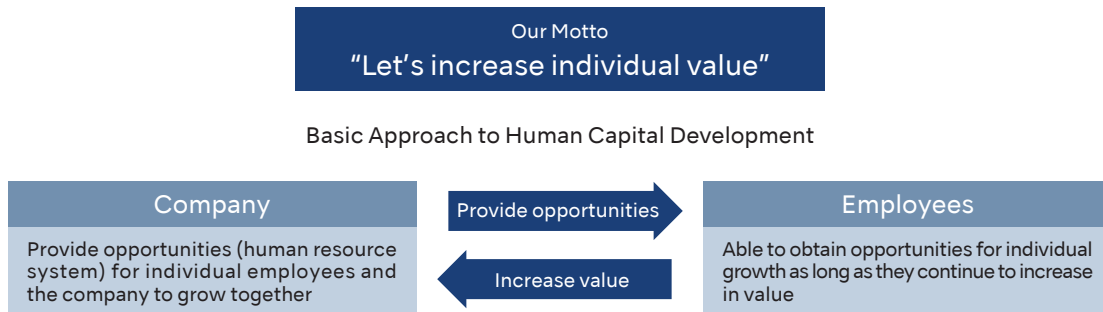 Our Motto
“Let’s increase individual value”
Basic Approach to Human Capital Development
Company
Provide opportunities (human resource
system) for individual employees and
the company to grow together
Provide opportunities
Increase value
Employees
Able to obtain opportunities for individual
growth as long as they continue to increase
in value